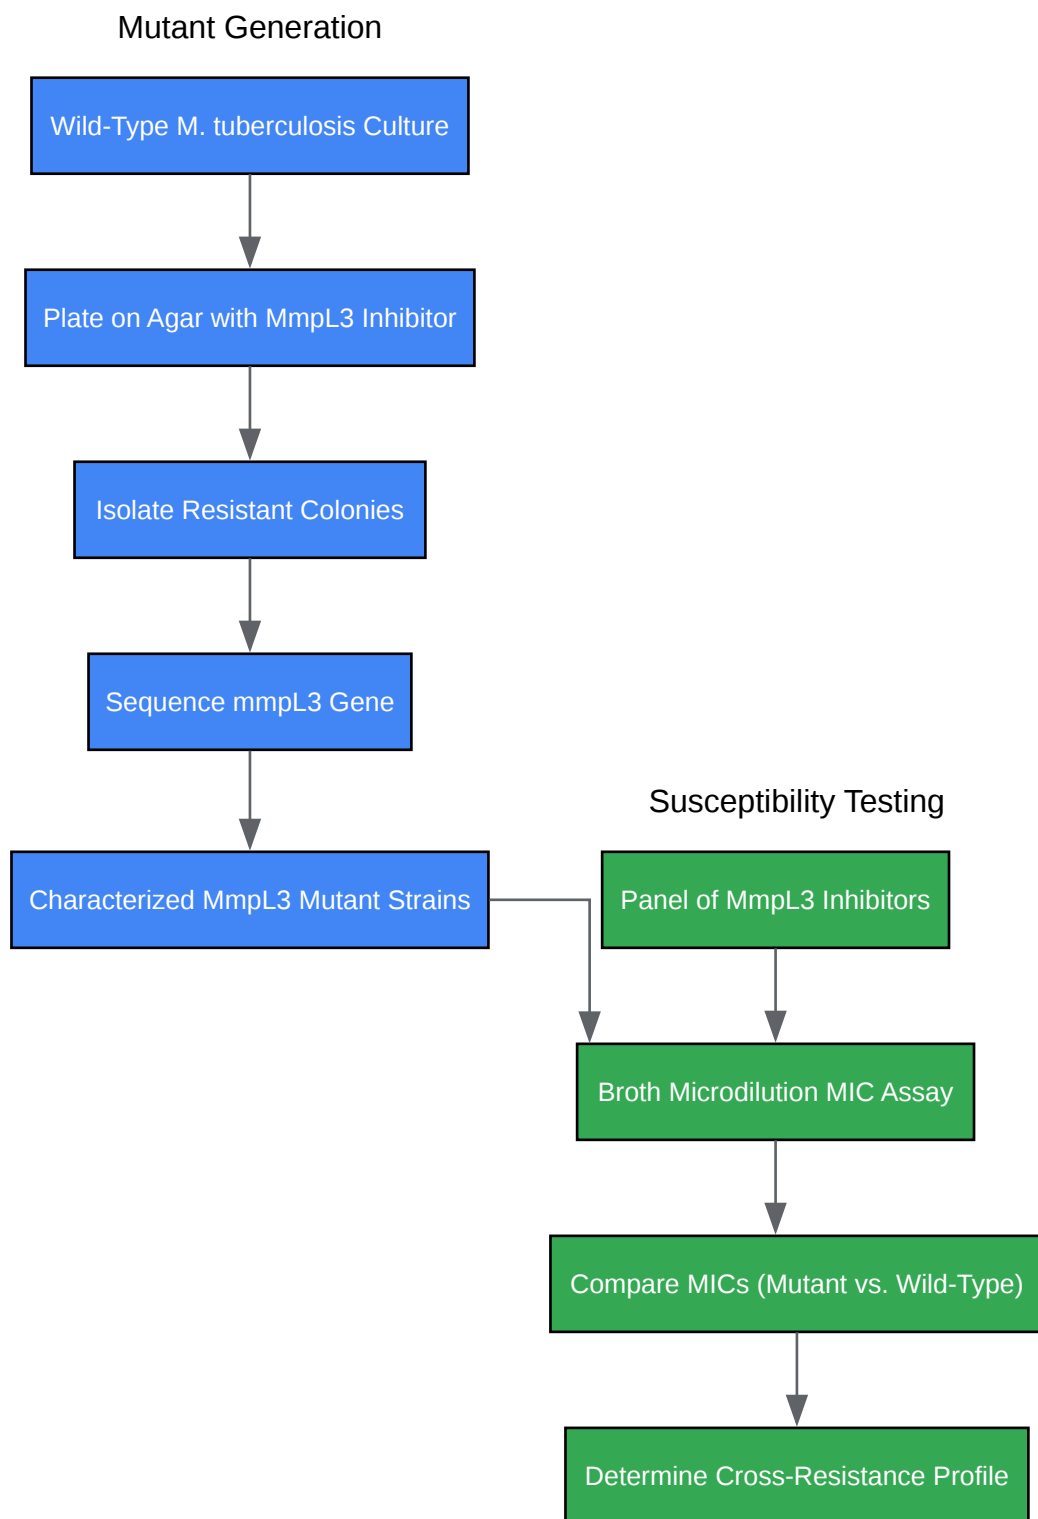 Mutant Generation
Wild-Type M. tuberculosis Culture
Plate on Agar with MmpL3 Inhibitor
Isolate Resistant Colonies
Sequence mmpL3 Gene
Characterized MmpL3 Mutant Strains
Susceptibility Testing
Panel of MmpL3 Inhibitors
Broth Microdilution MIC Assay
Compare MICs (Mutant vs. Wild-Type)
Determine Cross-Resistance Profile